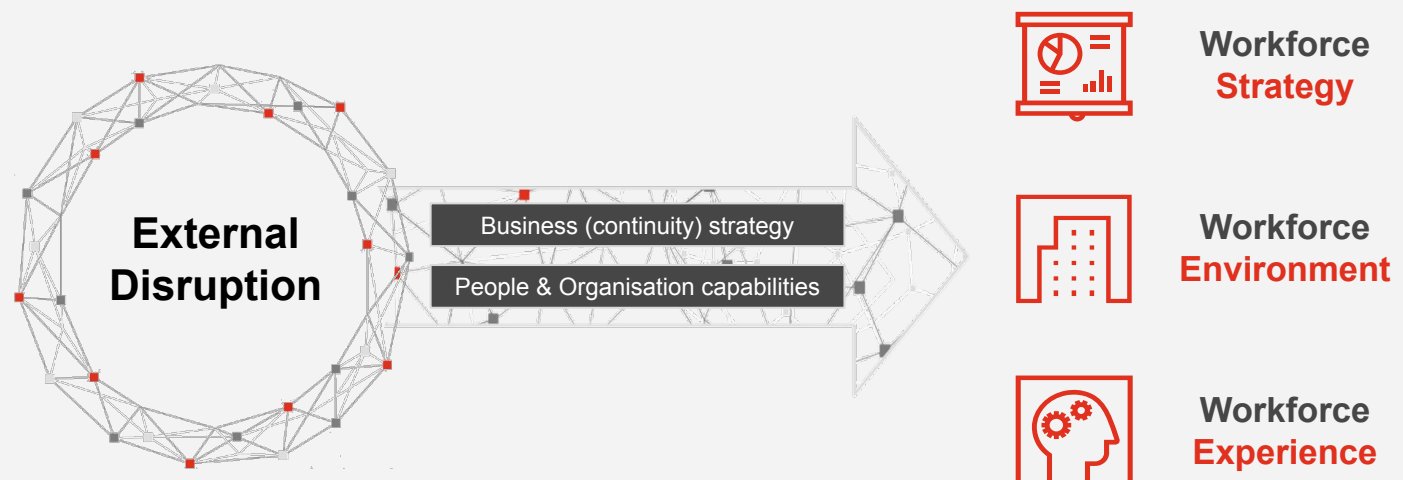 External
Disruption
Business (continuity) strategy
People & Organisation capabilities
Workforce
Strategy
Workforce
Environment
Workforce
Experience